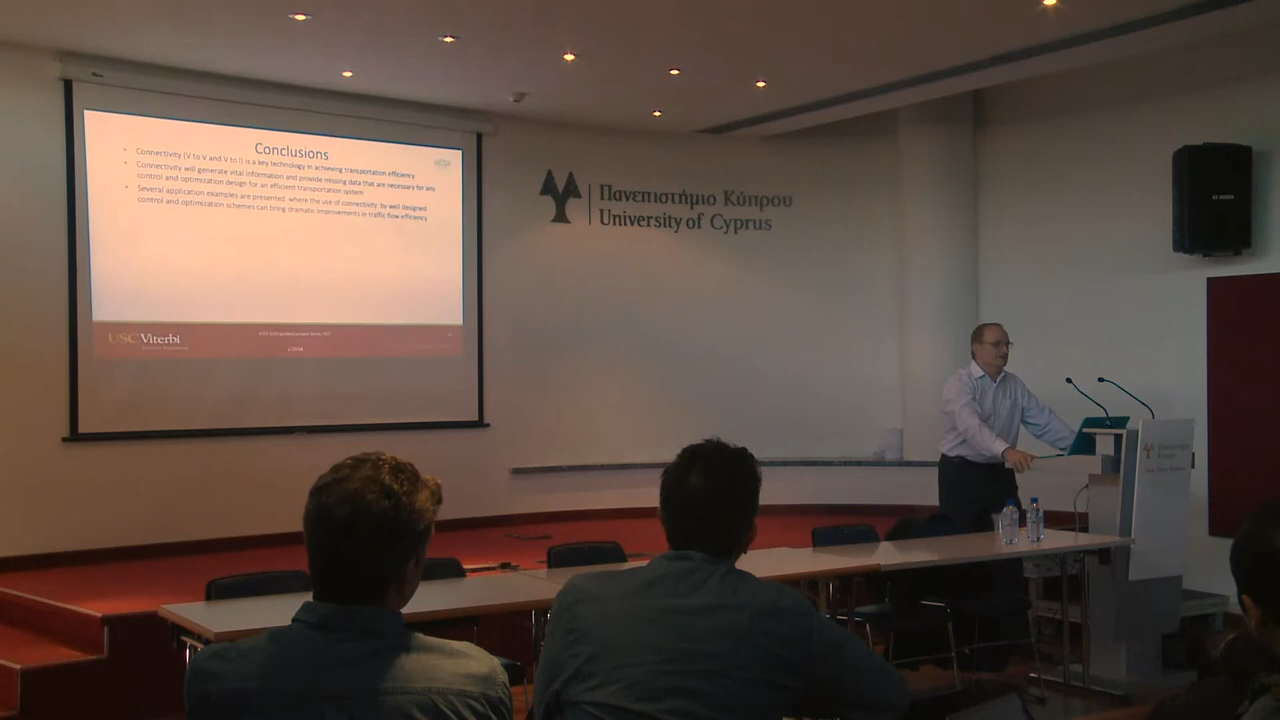 Conclusions
• Connectivity (V to V and V to I) is a key technology in achieving transportation efficiency
• Connectivity will generate vital information and provide missing data that are necessary for any
control and optimization design for an efficient transportation system
• Several application examples are presented where the use of connectivity by well designed
control and optimization schemes can bring dramatic improvements in traffic flow efficiency
USC Viterbi
Πανεπιστήμιο Κύπρου
University of Cyprus